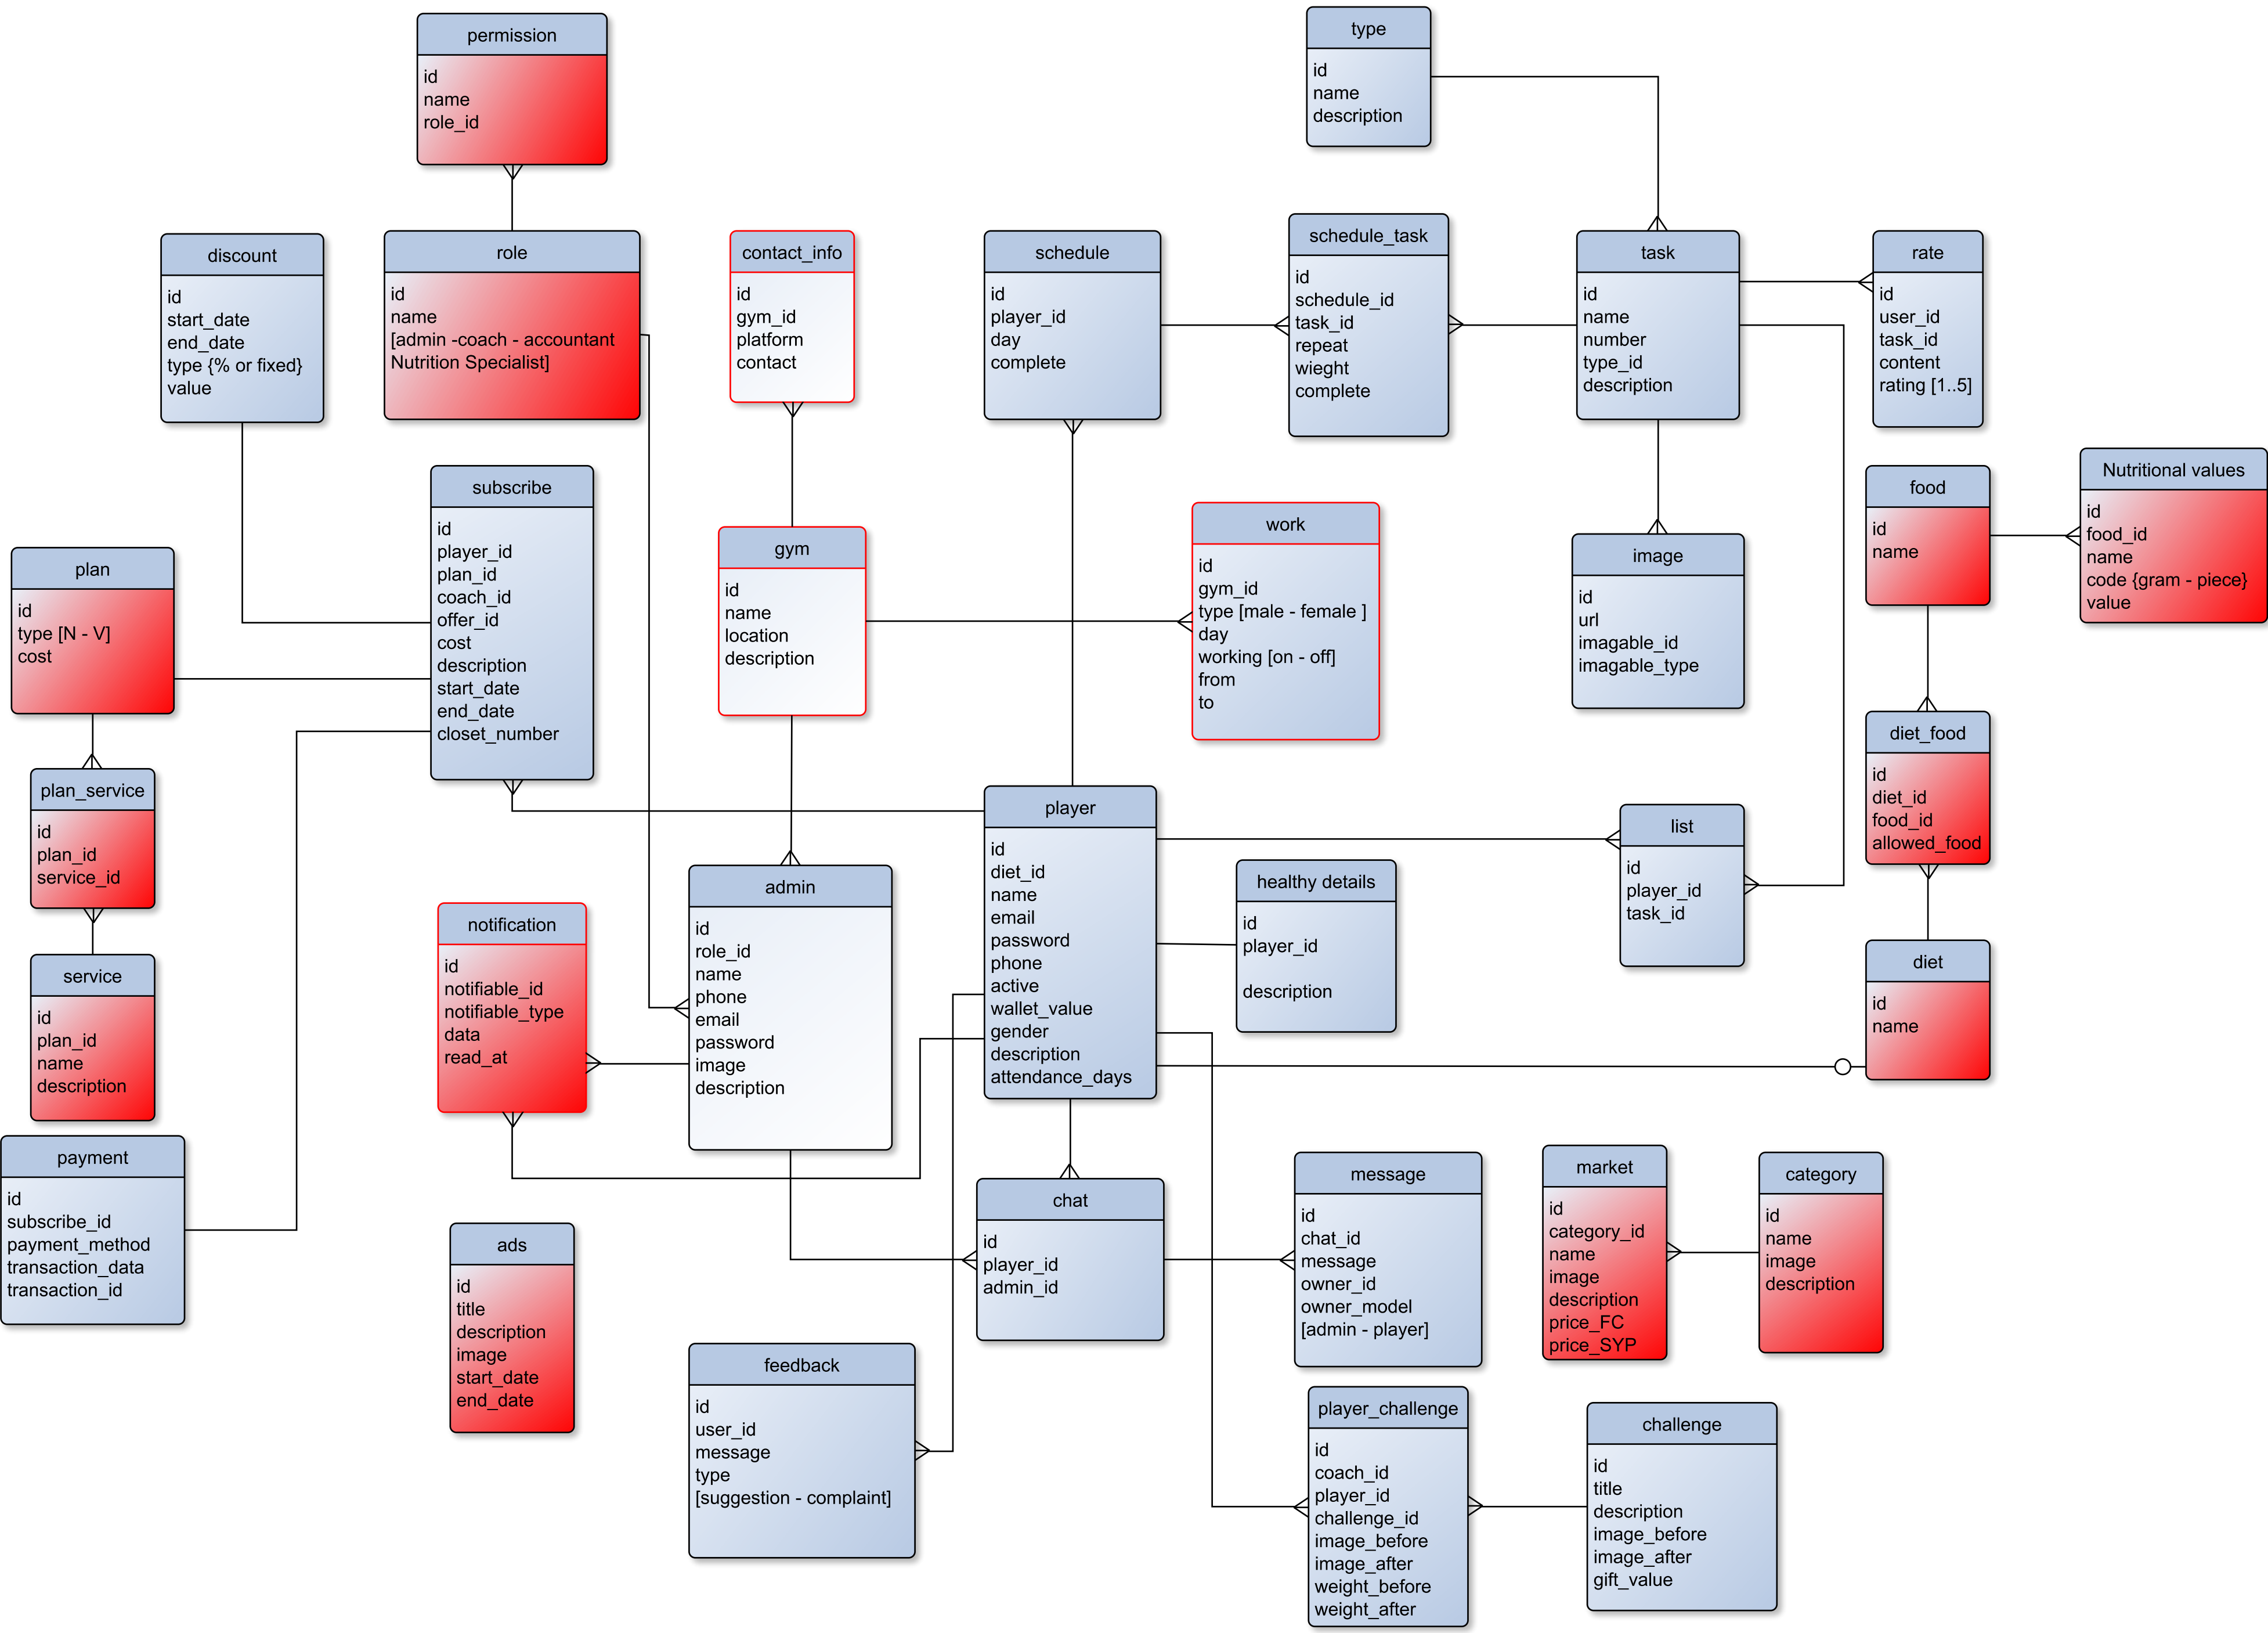 permission
id
name
role_id
type
id
name
description
discount
id
start_date
end_date
type {% or fixed}
value
role
id
name
[admin -coach - accountant
Nutrition Specialist]
contact_info
id
gym_id
platform
contact
schedule
id
player_id
day
complete
schedule_task
id
schedule_id
task_id
repeat
wieght
complete
task
id
name
number
type_id
description
rate
id
user_id
task_id
content
rating [1..5]
subscribe
id
player_id
plan_id
coach_id
offer_id
cost
description
start_date
end_date
closet_number
food
id
name
Nutritional values
id
food_id
name
code {gram - piece}
value
plan
id
type [N - V]
cost
gym
id
name
location
description
work
id
gym_id
type [male - female ]
day
working [on - off]
from
to
image
id
url
imagable_id
imagable_type
diet_food
id
diet_id
food_id
allowed_food
plan_service
id
plan_id
service_id
player
id
diet_id
name
email
password
phone
active
wallet_value
gender
description
attendance_days
list
id
player_id
task_id
admin
id
role_id
name
phone
email
password
image
description
healthy details
id
player_id
description
notification
id
notifiable_id
notifiable_type
data
read_at
service
id
plan_id
name
description
diet
id
name
payment
id
subscribe_id
payment_method
transaction_data
transaction_id
chat
id
player_id
admin_id
message
id
chat_id
message
owner_id
owner_model
[admin - player]
market
id
category_id
name
image
description
price_FC
price_SYP
category
id
name
image
description
ads
id
title
description
image
start_date
end_date
feedback
id
user_id
message
type
[suggestion - complaint]
player_challenge
id
coach_id
player_id
challenge_id
image_before
image_after
weight_before
weight_after
challenge
id
title
description
image_before
image_after
gift_value